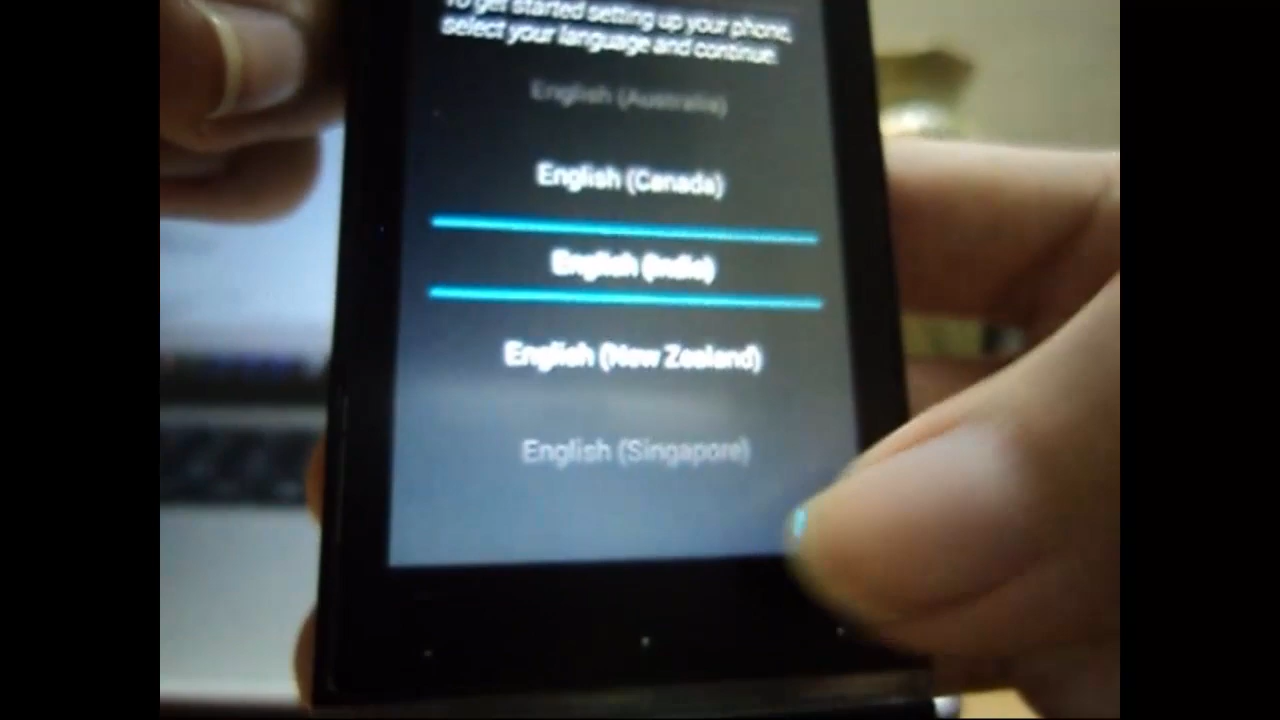 To get started setting up your phone,
select your language and continue.
English (Australia)
English (Canada)
English (India)
English (New Zealand)
English (Singapore)